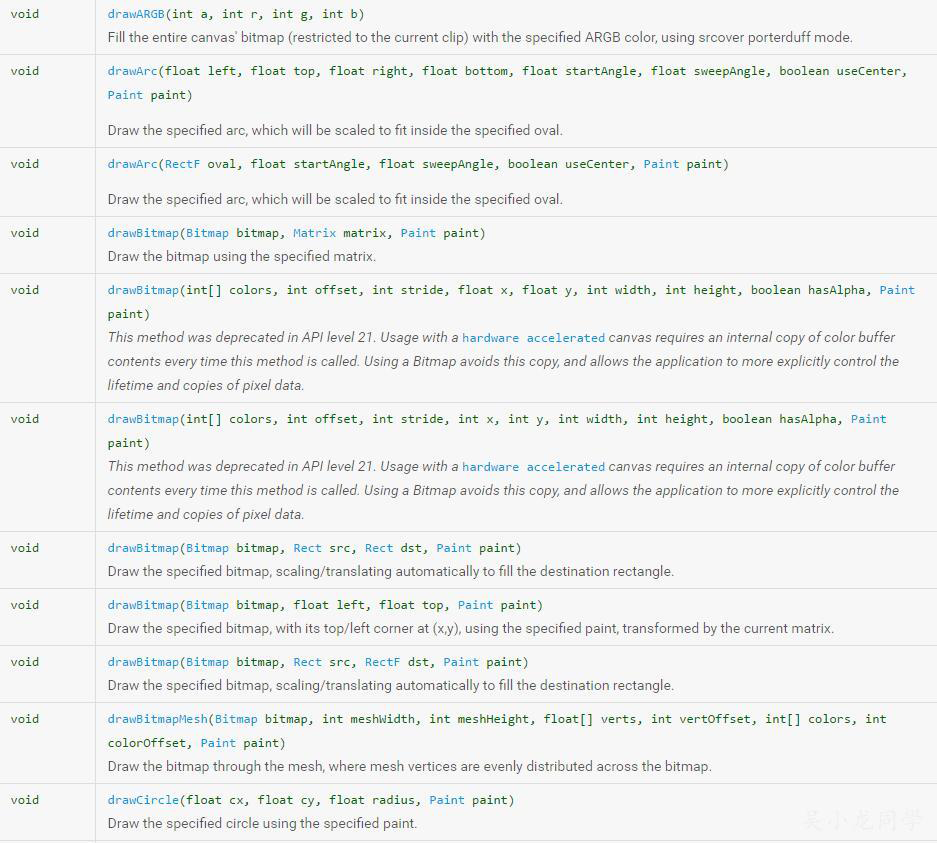 void drawARGB(int a, int r, int g, int b)
Fill the entire canvas' bitmap (restricted to the current clip) with the specified ARGB color, using srcover porterduff mode.
void drawArc(float left, float top, float right, float bottom, float startAngle, float sweepAngle, boolean useCenter,
Paint paint)
Draw the specified arc, which will be scaled to fit inside the specified oval.
void drawArc(RectF oval, float startAngle, float sweepAngle, boolean useCenter, Paint paint)
Draw the specified arc, which will be scaled to fit inside the specified oval.
void drawBitmap(Bitmap bitmap, Matrix matrix, Paint paint)
Draw the bitmap using the specified matrix.
void drawBitmap(int[] colors, int offset, int stride, float x, float y, int width, int height, boolean hasAlpha, Paint
paint)
This method was deprecated in API level 21. Usage with a hardware accelerated canvas requires an internal copy of color buffer
contents every time this method is called. Using a Bitmap avoids this copy, and allows the application to more explicitly control the
lifetime and copies of pixel data.
void drawBitmap(int[] colors, int offset, int stride, int x, int y, int width, int height, boolean hasAlpha, Paint
paint)
This method was deprecated in API level 21. Usage with a hardware accelerated canvas requires an internal copy of color buffer
contents every time this method is called. Using a Bitmap avoids this copy, and allows the application to more explicitly control the
lifetime and copies of pixel data.
void drawBitmap(Bitmap bitmap, Rect src, Rect dst, Paint paint)
Draw the specified bitmap, scaling/translating automatically to fill the destination rectangle.
void drawBitmap(Bitmap bitmap, float left, float top, Paint paint)
Draw the specified bitmap, with its top/left corner at (x,y), using the specified paint, transformed by the current matrix.
void drawBitmap(Bitmap bitmap, Rect src, RectF dst, Paint paint)
Draw the specified bitmap, scaling/translating automatically to fill the destination rectangle.
void drawBitmapMesh(Bitmap bitmap, int meshWidth, int meshHeight, float[] verts, int vertOffset, int[] colors, int
colorOffset, Paint paint)
Draw the bitmap through the mesh, where mesh vertices are evenly distributed across the bitmap.
void drawCircle(float cx, float cy, float radius, Paint paint)
Draw the specified circle using the specified paint.
吴小龙同學